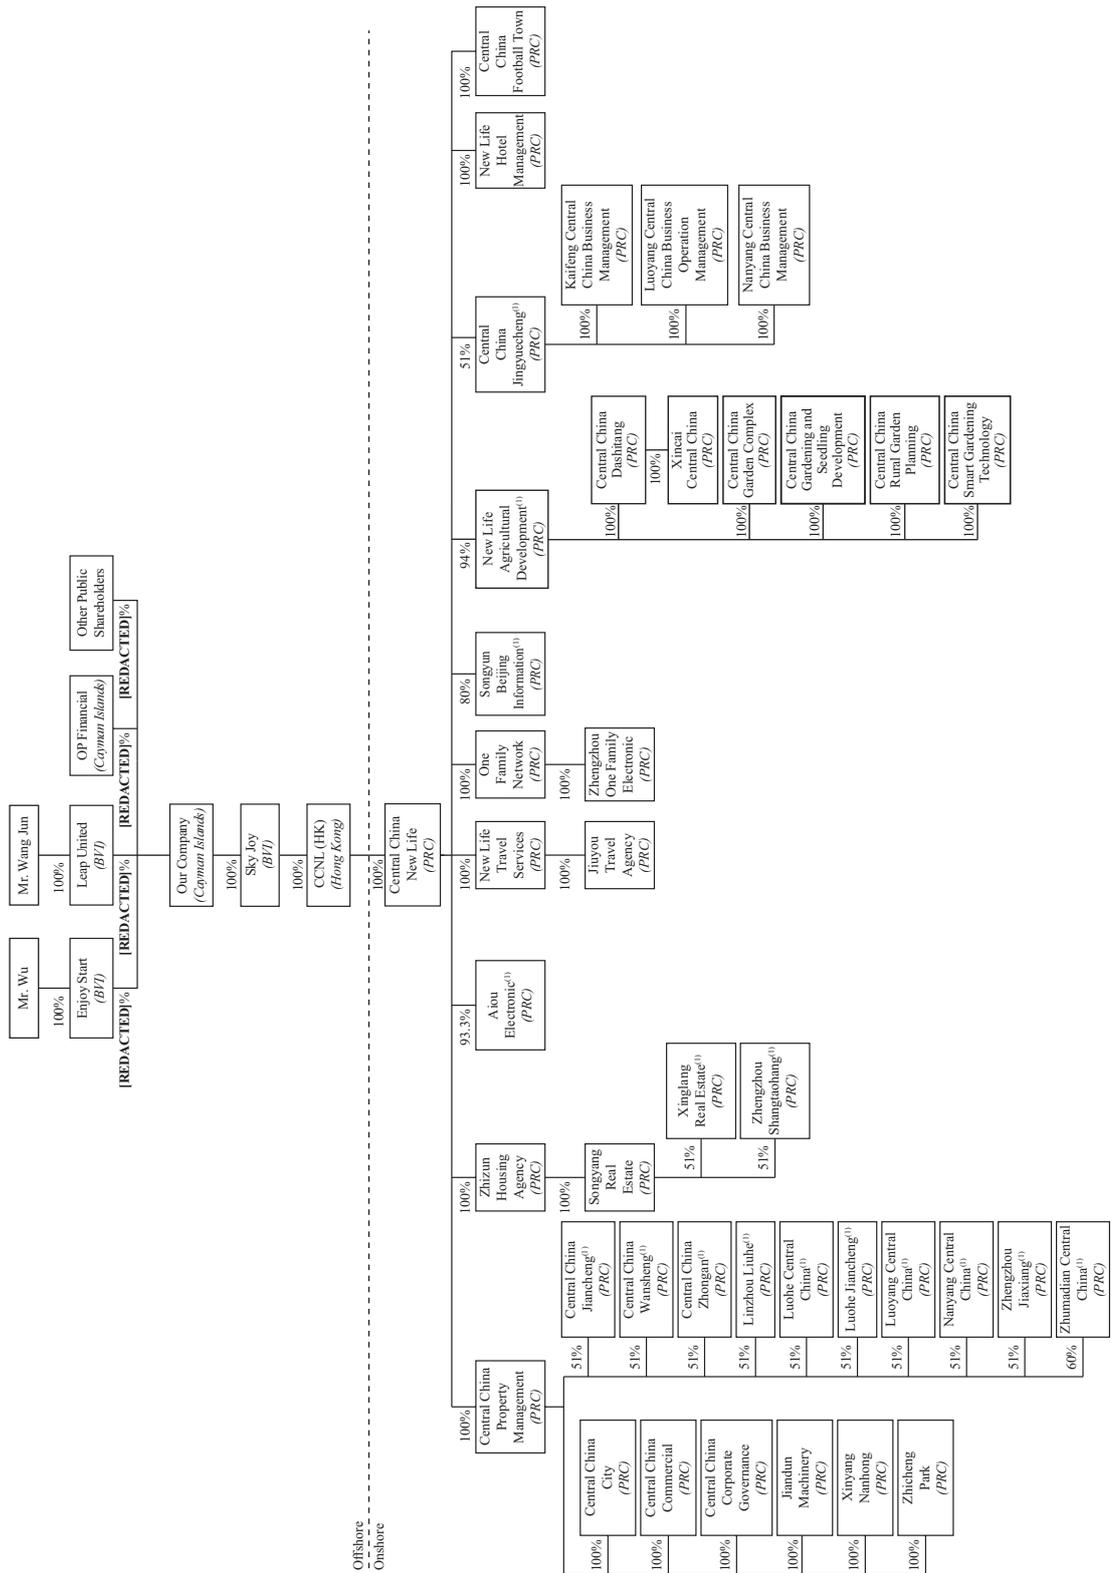 Mr. Wu
Mr. Wang Jun
100%
100%
Enjoy Start
(BVI)
Leap United
(BVI)
OP Financial
(Cayman Islands)
Other Public
Shareholders
[REDACTED]%
[REDACTED]%
[REDACTED]%
[REDACTED]%
Our Company
(Cayman Islands)
100%
Sky Joy
(BVI)
100%
CCNL (HK)
(Hong Kong)
Offshore
Onshore
100%
Central China
New Life
(PRC)
100%
Central China
Property
Management
(PRC)
100%
Zhizun
Housing
Agency
(PRC)
93.3%
Aiou
Electronic(1)
(PRC)
100%
New Life
Travel
Services
(PRC)
100%
One
Family
Network
(PRC)
80%
Songyun
Beijing
Information(1)
(PRC)
94%
New Life
Agricultural
Development(1)
(PRC)
51%
Central
China
Jingyuecheng(1)
(PRC)
100%
New Life
Hotel
Management
(PRC)
100%
Central
China
Football Town
(PRC)
100%
Central China
City
(PRC)
100%
Central China
Commercial
(PRC)
100%
Central China
Corporate
Governance
(PRC)
100%
Jiandun
Machinery
(PRC)
100%
Xinyang
Nanhong
(PRC)
100%
Zhicheng
Park
(PRC)
51%
Central China
Jiancheng(1)
(PRC)
51%
Central China
Wansheng(1)
(PRC)
51%
Central China
Zhongan(1)
(PRC)
51%
Linzhou Liuhe(1)
(PRC)
51%
Luohe Central
China(1)
(PRC)
51%
Luohe Jiancheng(1)
(PRC)
51%
Luoyang Central
China(1)
(PRC)
51%
Nanyang Central
China(1)
(PRC)
51%
Zhengzhou
Jiaxiang(1)
(PRC)
60%
Zhumadian Central
China(1)
(PRC)
100%
Songyang
Real
Estate
(PRC)
51%
Xinglang
Real Estate(1)
(PRC)
51%
Zhengzhou
Shangtaohang(1)
(PRC)
100%
Jiuyou
Travel
Agency
(PRC)
100%
Zhengzhou
One Family
Electronic
(PRC)
100%
Central China
Dashitang
(PRC)
100%
Xincai
Central China
(PRC)
100%
Central China
Garden Complex
(PRC)
100%
Central China
Gardening and
Seedling
Development
(PRC)
100%
Central China
Rural Garden
Planning
(PRC)
100%
Central China
Smart Gardening
Technology
(PRC)
100%
Kaifeng Central
China Business
Management
(PRC)
100%
Luoyang Central
China Business
Operation
Management
(PRC)
100%
Nanyang Central
China Business
Management
(PRC)